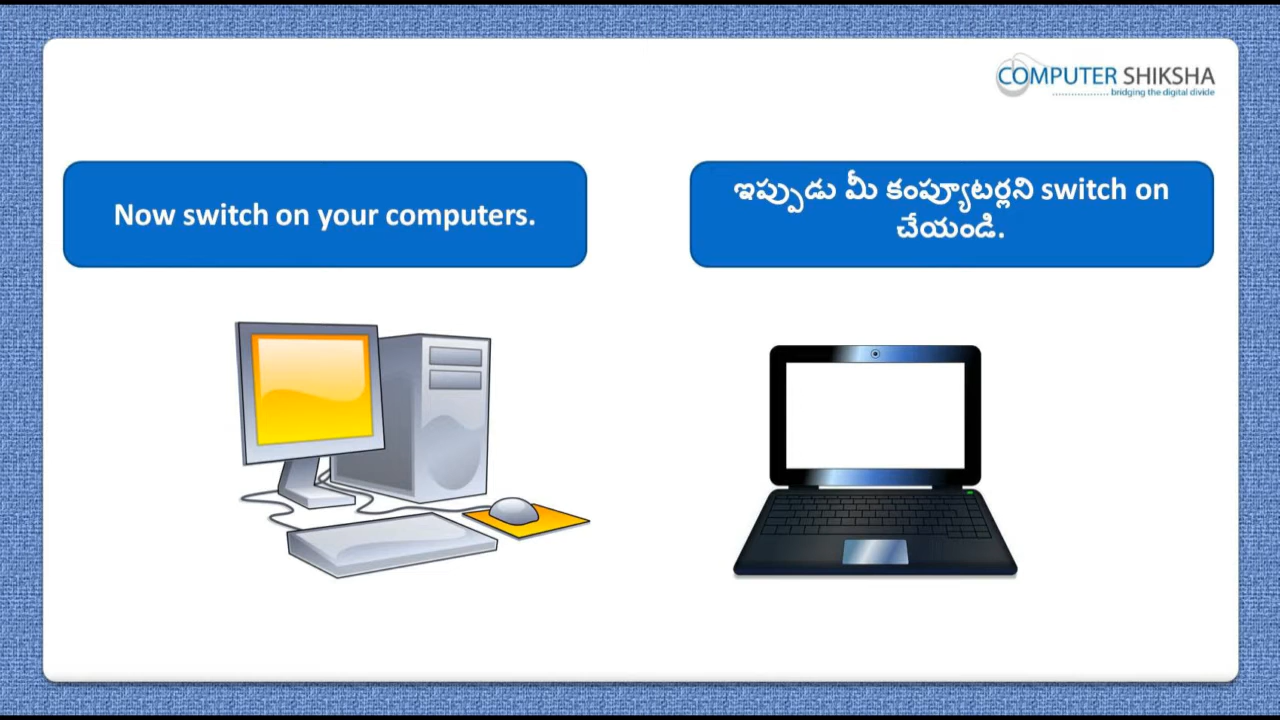 COMPUTER SHIKSHA
.................. bridging the digital divide
Now switch on your computers.
ఇప్పుడు మీ కంప్యూటర్లని switch on
చేయండి.